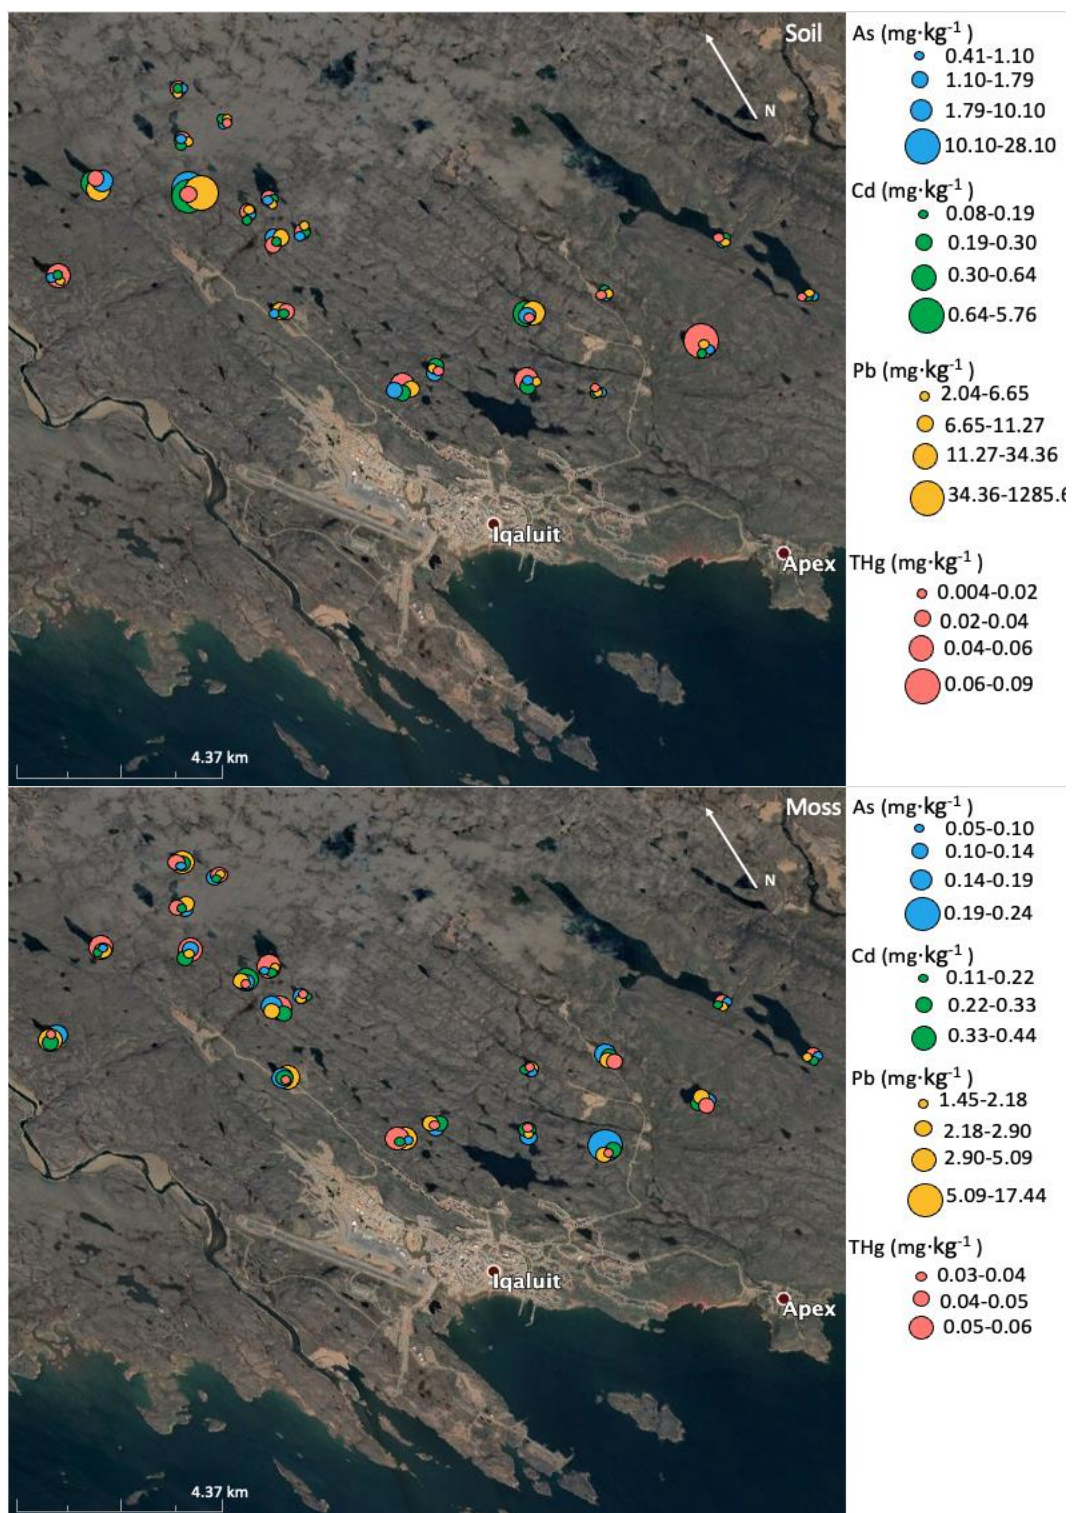 Soil
N
Iqaluit
Apex
4.37 km
As (mg·kg⁻¹)
0.41-1.10
1.10-1.79
1.79-10.10
10.10-28.10
Cd (mg·kg⁻¹)
0.08-0.19
0.19-0.30
0.30-0.64
0.64-5.76
Pb (mg·kg⁻¹)
2.04-6.65
6.65-11.27
11.27-34.36
34.36-1285.6
THg (mg·kg⁻¹)
0.004-0.02
0.02-0.04
0.04-0.06
0.06-0.09
Moss
N
Iqaluit
Apex
4.37 km
As (mg·kg⁻¹)
0.05-0.10
0.10-0.14
0.14-0.19
0.19-0.24
Cd (mg·kg⁻¹)
0.11-0.22
0.22-0.33
0.33-0.44
Pb (mg·kg⁻¹)
1.45-2.18
2.18-2.90
2.90-5.09
5.09-17.44
THg (mg·kg⁻¹)
0.03-0.04
0.04-0.05
0.05-0.06